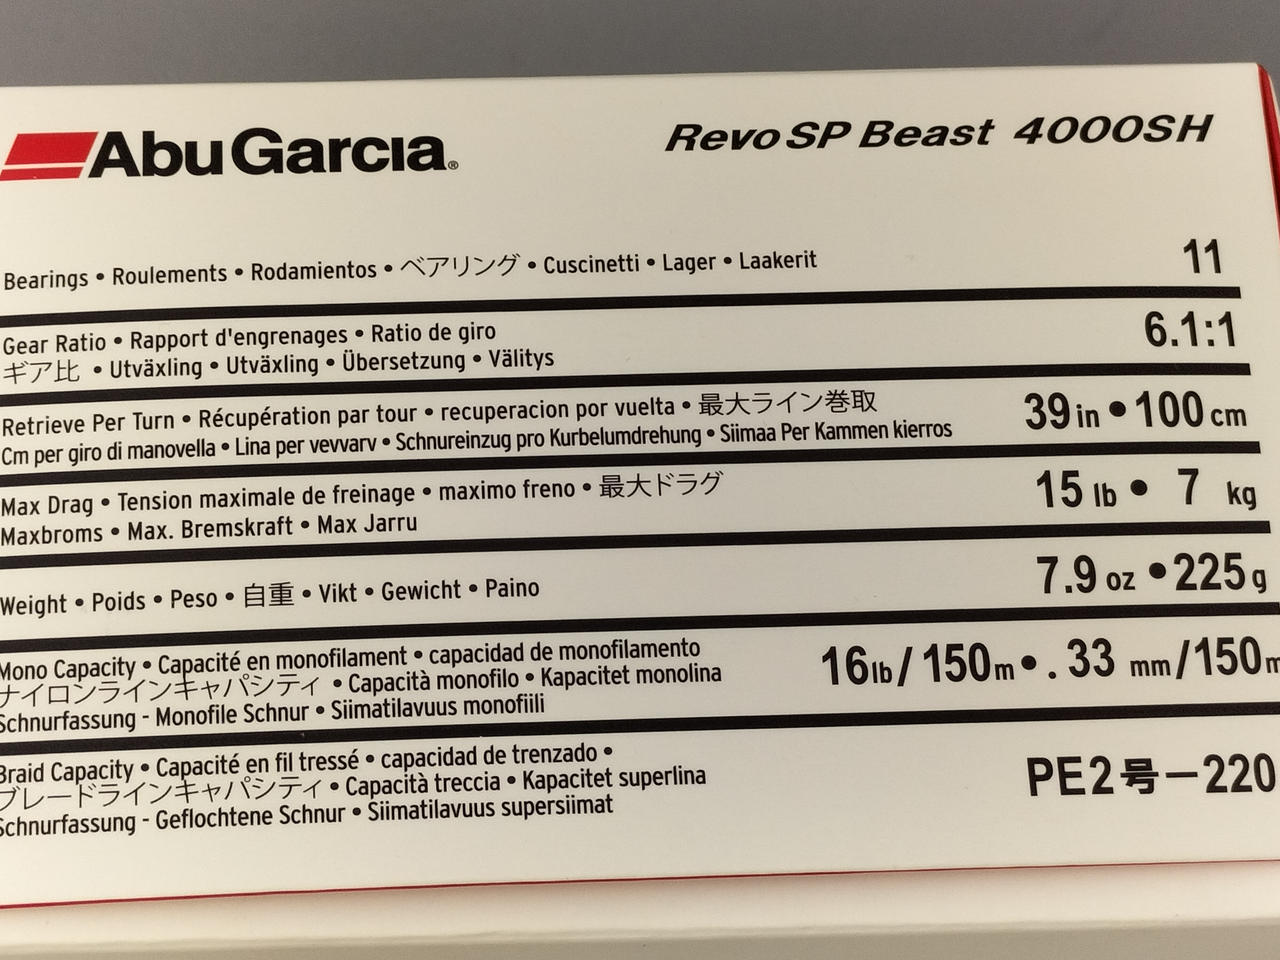 Abu Garcia®
Revo SP Beast 4000SH
Bearings • Roulements • Rodamientos • ベアリング • Cuscinetti • Lager • Laakerit
11
Gear Ratio • Rapport d'engrenages • Ratio de giro
ギア比 • Utväxling • Utväxling • Übersetzung • Välitys
6.1:1
Retrieve Per Turn • Récupération par tour • recuperacion por vuelta • 最大ライン巻取
Cm per giro di manovella • Lina per vevvarv • Schnureinzug pro Kurbelumdrehung • Siimaa Per Kammen kierros
39 in • 100 cm
Max Drag • Tension maximale de freinage • maximo freno • 最大ドラグ
Maxbroms • Max. Bremskraft • Max Jarru
15 lb • 7 kg
Weight • Poids • Peso • 自重 • Vikt • Gewicht • Paino
7.9 oz • 225 g
Mono Capacity • Capacité en monofilament • capacidad de monofilamento
ナイロンラインキャパシティ • Capacità monofilo • Kapacitet monolina
Schnurfassung - Monofile Schnur • Siimatilavuus monofiili
16lb/150m • .33 mm/150m
Braid Capacity • Capacité en fil tressé • capacidad de trenzado •
ブレードラインキャパシティ • Capacità treccia • Kapacitet superlina
Schnurfassung - Geflochtene Schnur • Siimatilavuus supersiimat
PE2号-220